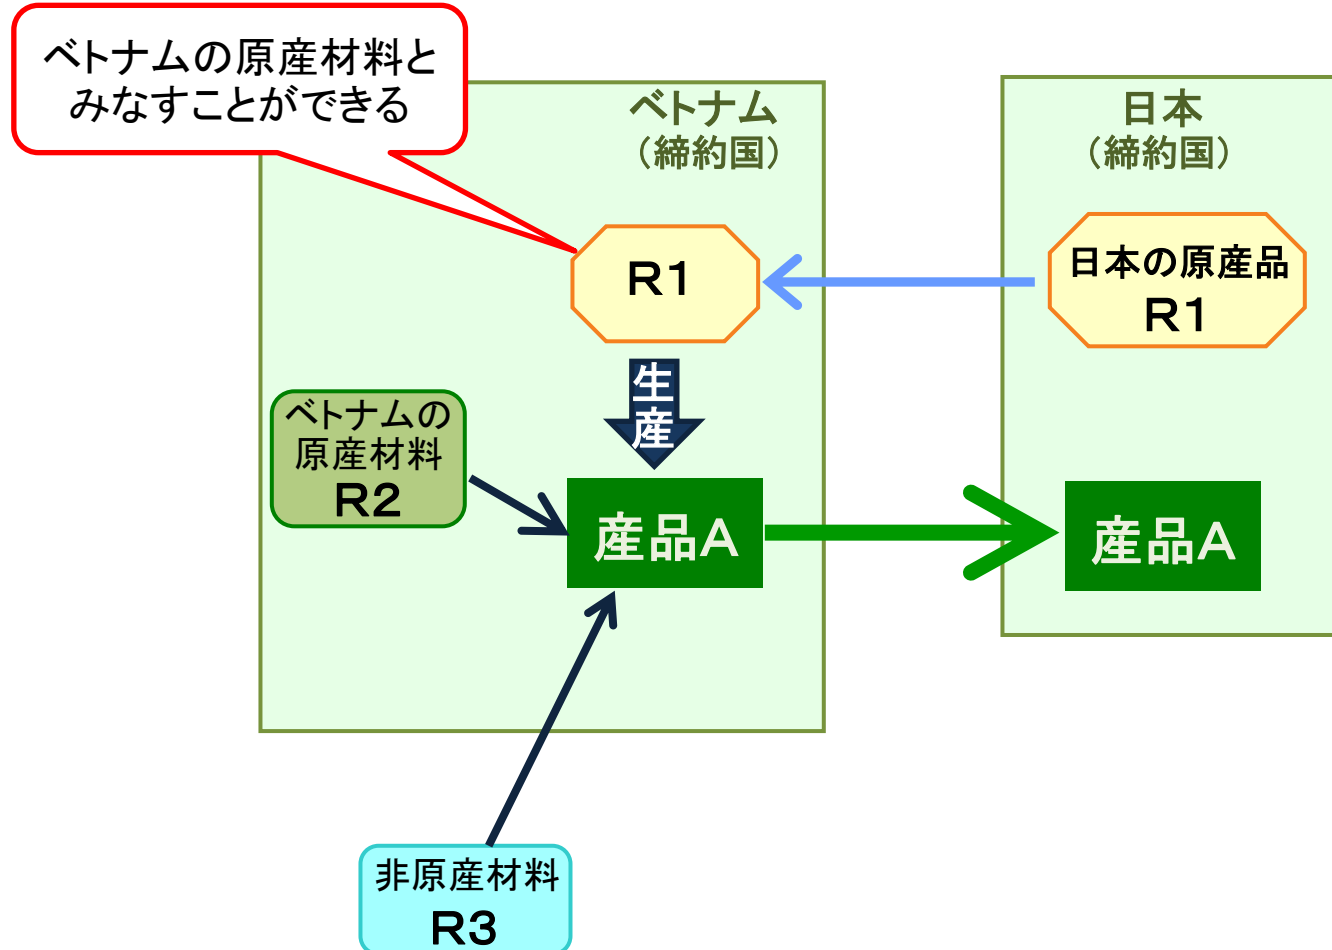 ベトナムの原産材料と
みなすことができる
ベトナム
（締約国）
日本
（締約国）
R1
日本の原産品
R1
生
産
ベトナムの
原産材料
R2
産品A
産品A
非原産材料
R3